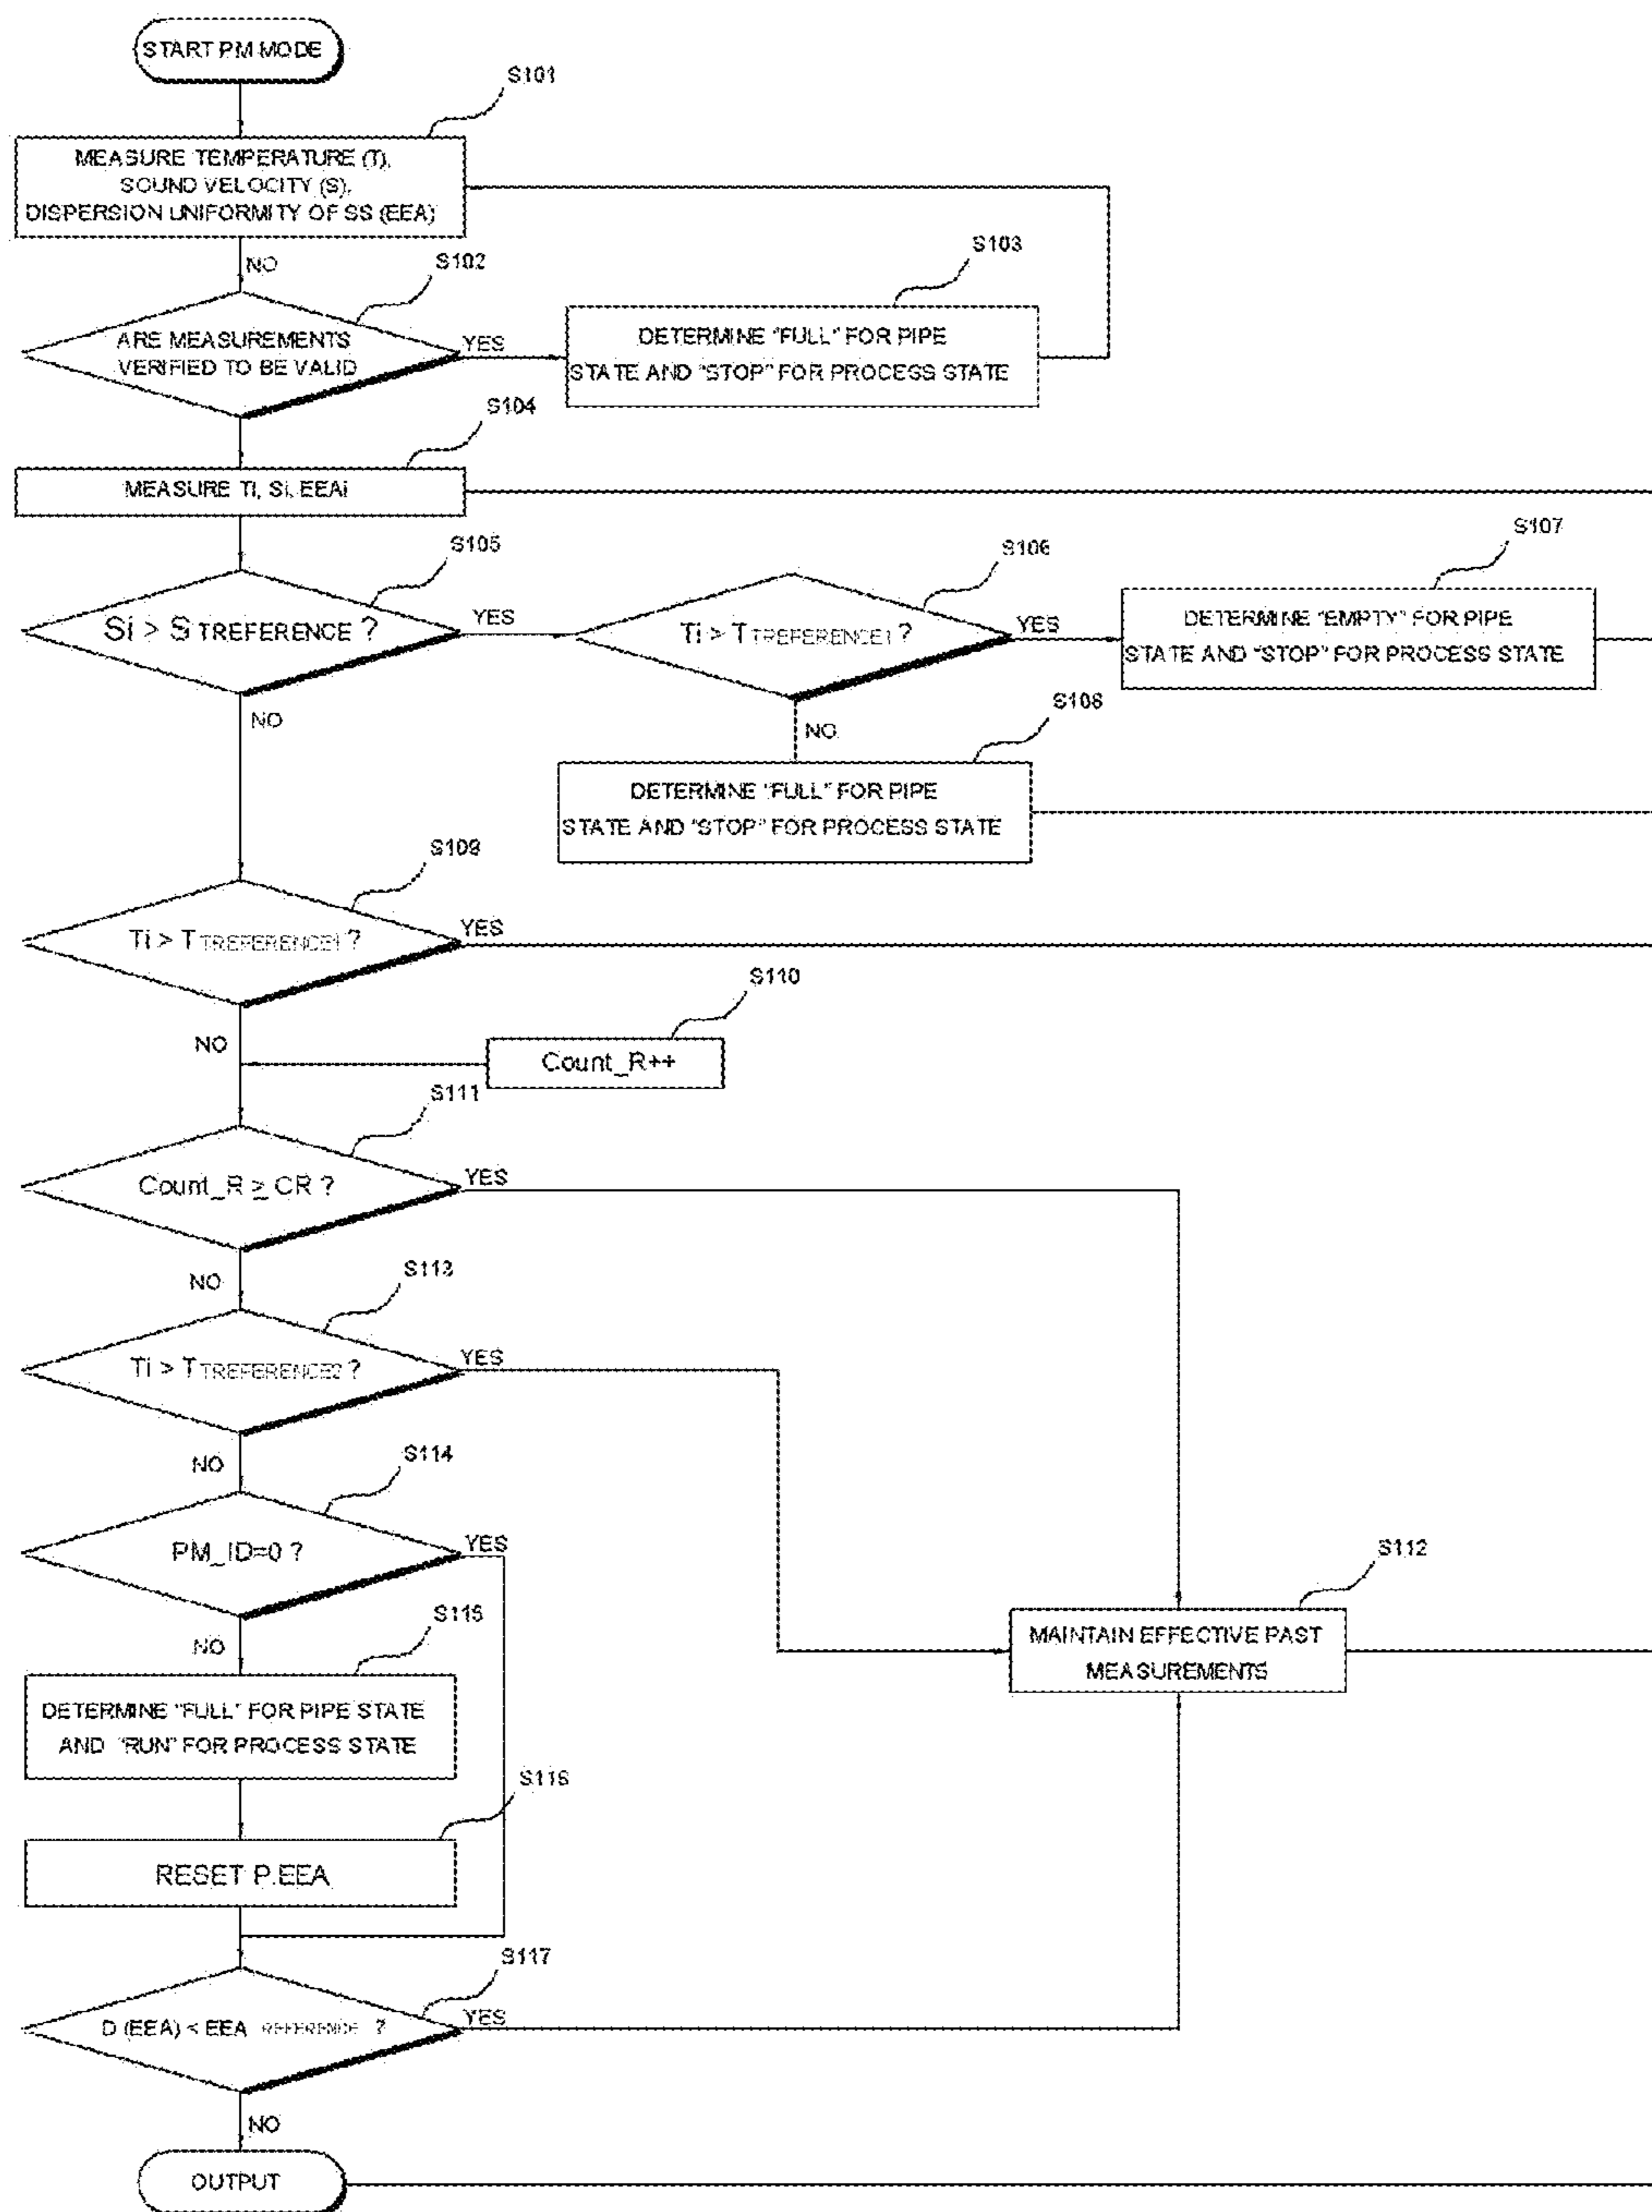 START PM MODE
S101
MEASURE TEMPERATURE (T),
SOUND VELOCITY (S),
DISPERSION UNIFORMITY OF SS (EEA)
NO
S102
S103
ARE MEASUREMENTS
VERIFIED TO BE VALID
YES
DETERMINE "FULL" FOR PIPE
STATE AND "STOP" FOR PROCESS STATE
S104
MEASURE Ti, Si, EEAi
S105
S106
S107
Si > S TREFERENCE ?
YES
Ti > T TREFERENCE1 ?
YES
DETERMINE "EMPTY" FOR PIPE
STATE AND "STOP" FOR PROCESS STATE
NO
NO
S108
DETERMINE "FULL" FOR PIPE
STATE AND "STOP" FOR PROCESS STATE
S109
Ti > T TREFERENCE1 ?
YES
NO
S110
Count_R++
S111
Count_R ≥ CR ?
YES
NO
S113
Ti > T TREFERENCE2 ?
YES
NO
S114
PM_ID=0 ?
YES
S112
NO
S115
MAINTAIN EFFECTIVE PAST
MEASUREMENTS
DETERMINE "FULL" FOR PIPE STATE
AND "RUN" FOR PROCESS STATE
S116
RESET P.EEA
S117
D (EEA) < EEA REFERENCE ?
YES
NO
OUTPUT